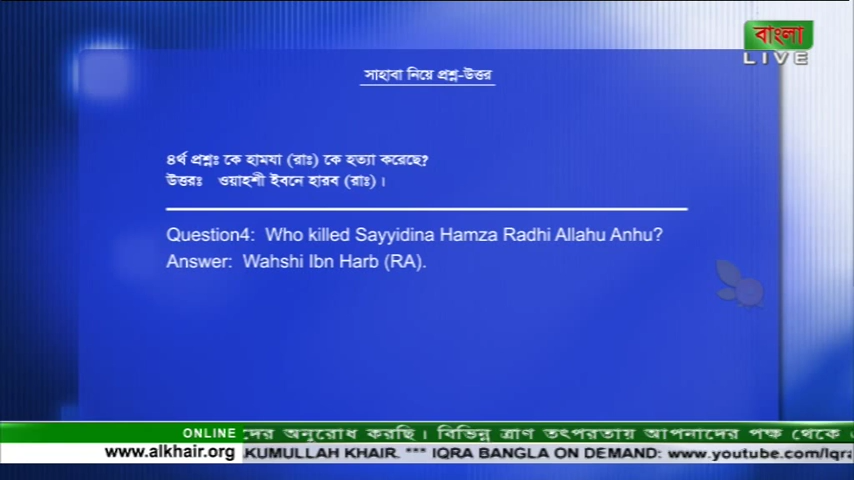 বাংলা
LIVE
সাহাবা নিয়ে প্রশ্ন-উত্তর
৪র্থ প্রশ্নঃ কে হামযা (রাঃ) কে হত্যা করেছে?
উত্তরঃ ওয়াহশী ইবনে হারব (রাঃ)।
Question4: Who killed Sayyidina Hamza Radhi Allahu Anhu?
Answer: Wahshi Ibn Harb (RA).
ONLINE
দের অনুরোধ করছি। বিভিন্ন ত্রাণ তৎপরতায় আপনাদের পক্ষ থেকে
www.alkhair.org
KUMULLAH KHAIR. *** IQRA BANGLA ON DEMAND: www.youtube.com/Iqra